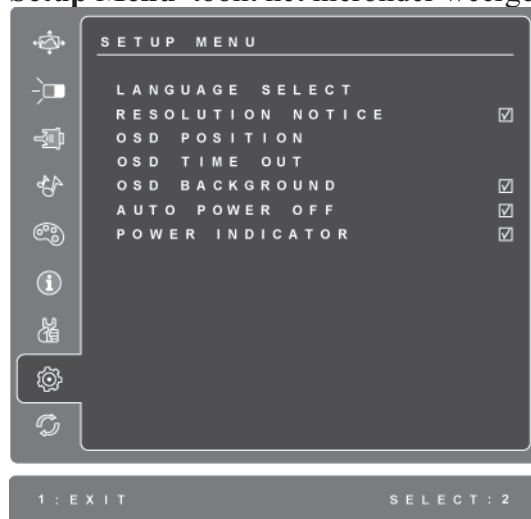 SETUP MENU
LANGUAGE SELECT
RESOLUTION NOTICE ☑
OSD POSITION
OSD TIME OUT
OSD BACKGROUND ☑
AUTO POWER OFF ☑
POWER INDICATOR ☑
1:EXIT SELECT:2